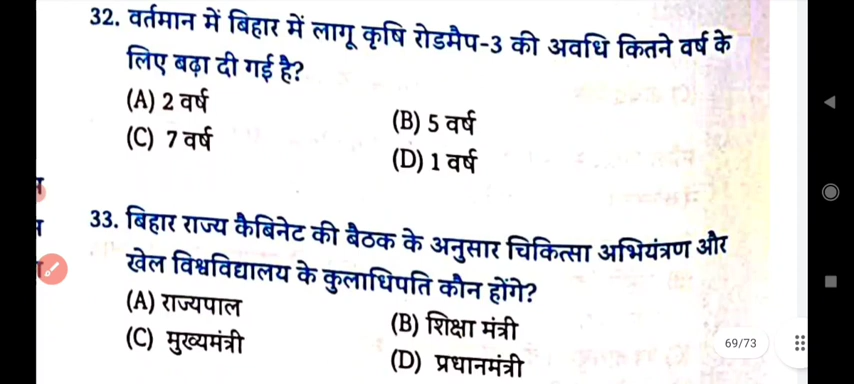 32. वर्तमान में बिहार में लागू कृषि रोडमैप-3 की अवधि कितने वर्ष के
लिए बढ़ा दी गई है?
(A) 2 वर्ष
(B) 5 वर्ष
(C) 7 वर्ष
(D) 1 वर्ष
33. बिहार राज्य कैबिनेट की बैठक के अनुसार चिकित्सा अभियंत्रण और
खेल विश्वविद्यालय के कुलाधिपति कौन होंगे?
(A) राज्यपाल
(B) शिक्षा मंत्री
(C) मुख्यमंत्री
(D) प्रधानमंत्री
69/73